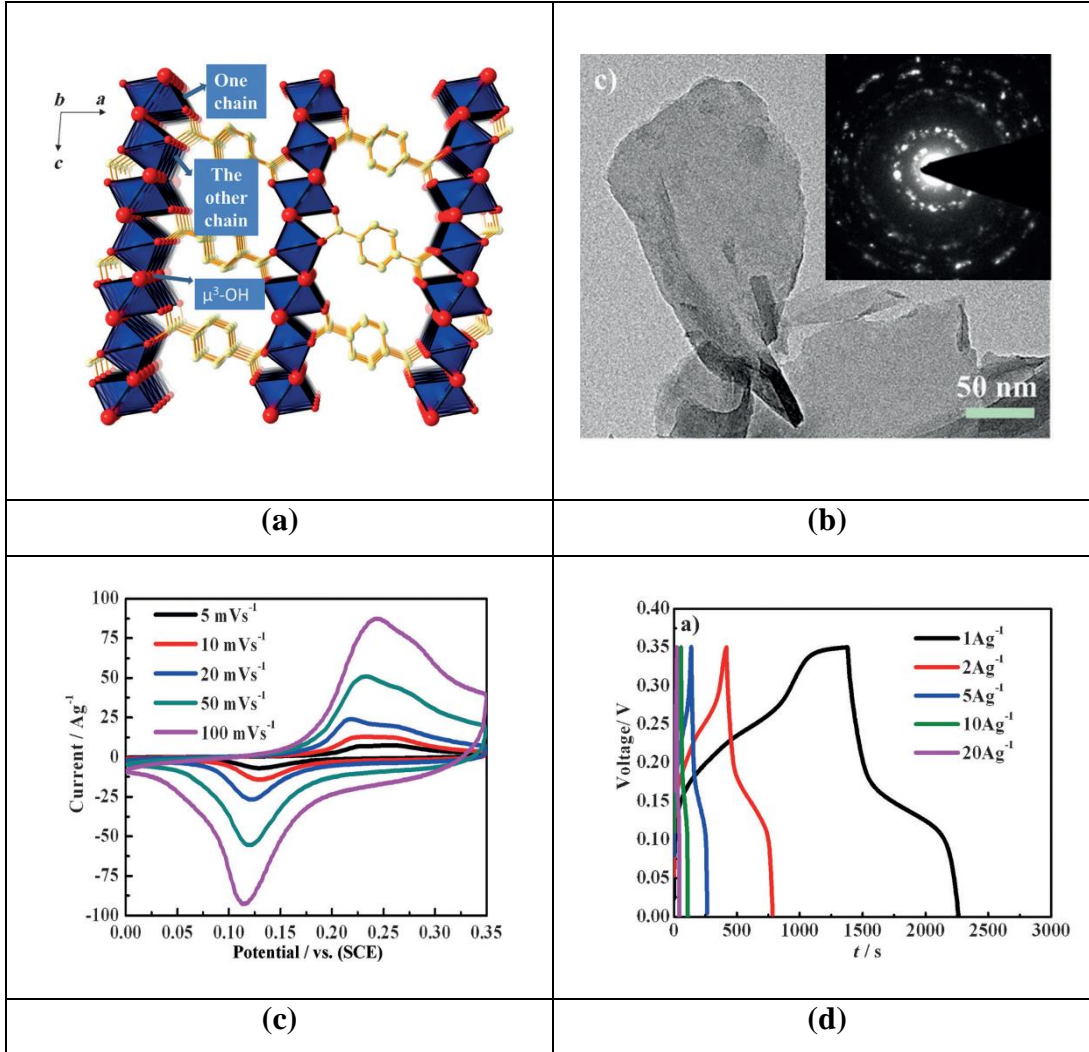 b
a
c
One
chain
The
other
chain
μ³-OH
c)
50 nm
(a)
(b)
100
75
50
25
0
-25
-50
-75
-100
5 mVs⁻¹
10 mVs⁻¹
20 mVs⁻¹
50 mVs⁻¹
100 mVs⁻¹
Current / Ag⁻¹
0.00 0.05 0.10 0.15 0.20 0.25 0.30 0.35
Potential / vs. (SCE)
a)
0.40
0.35
0.30
0.25
0.20
0.15
0.10
0.05
0.00
1Ag⁻¹
2Ag⁻¹
5Ag⁻¹
10Ag⁻¹
20Ag⁻¹
Voltage/ V
0 500 1000 1500 2000 2500 3000
t / s
(c)
(d)